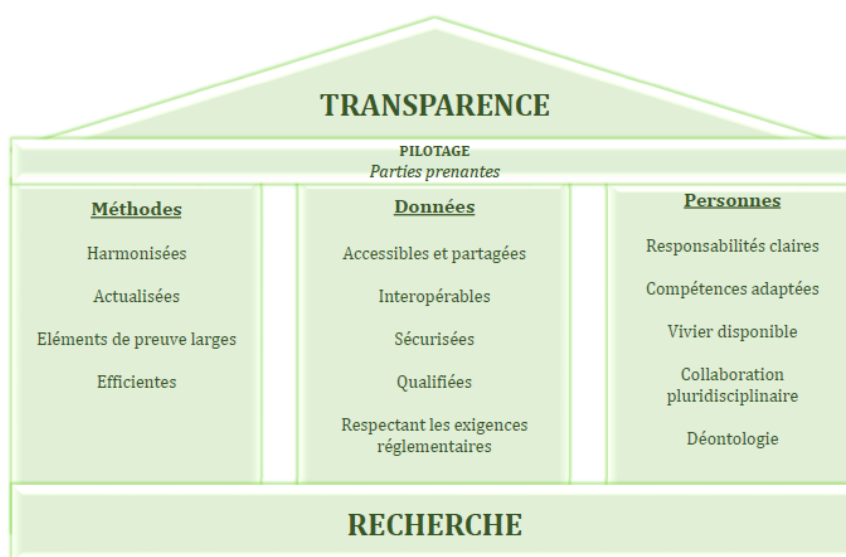 TRANSPARENCE
PILOTAGE
Parties prenantes
Méthodes
Harmonisées
Actualisées
Eléments de preuve larges
Efficientes
Données
Accessibles et partagées
Interopérables
Sécurisées
Qualifiées
Respectant les exigences
réglementaires
Personnes
Responsabilités claires
Compétences adaptées
Vivier disponible
Collaboration
pluridisciplinaire
Déontologie
RECHERCHE